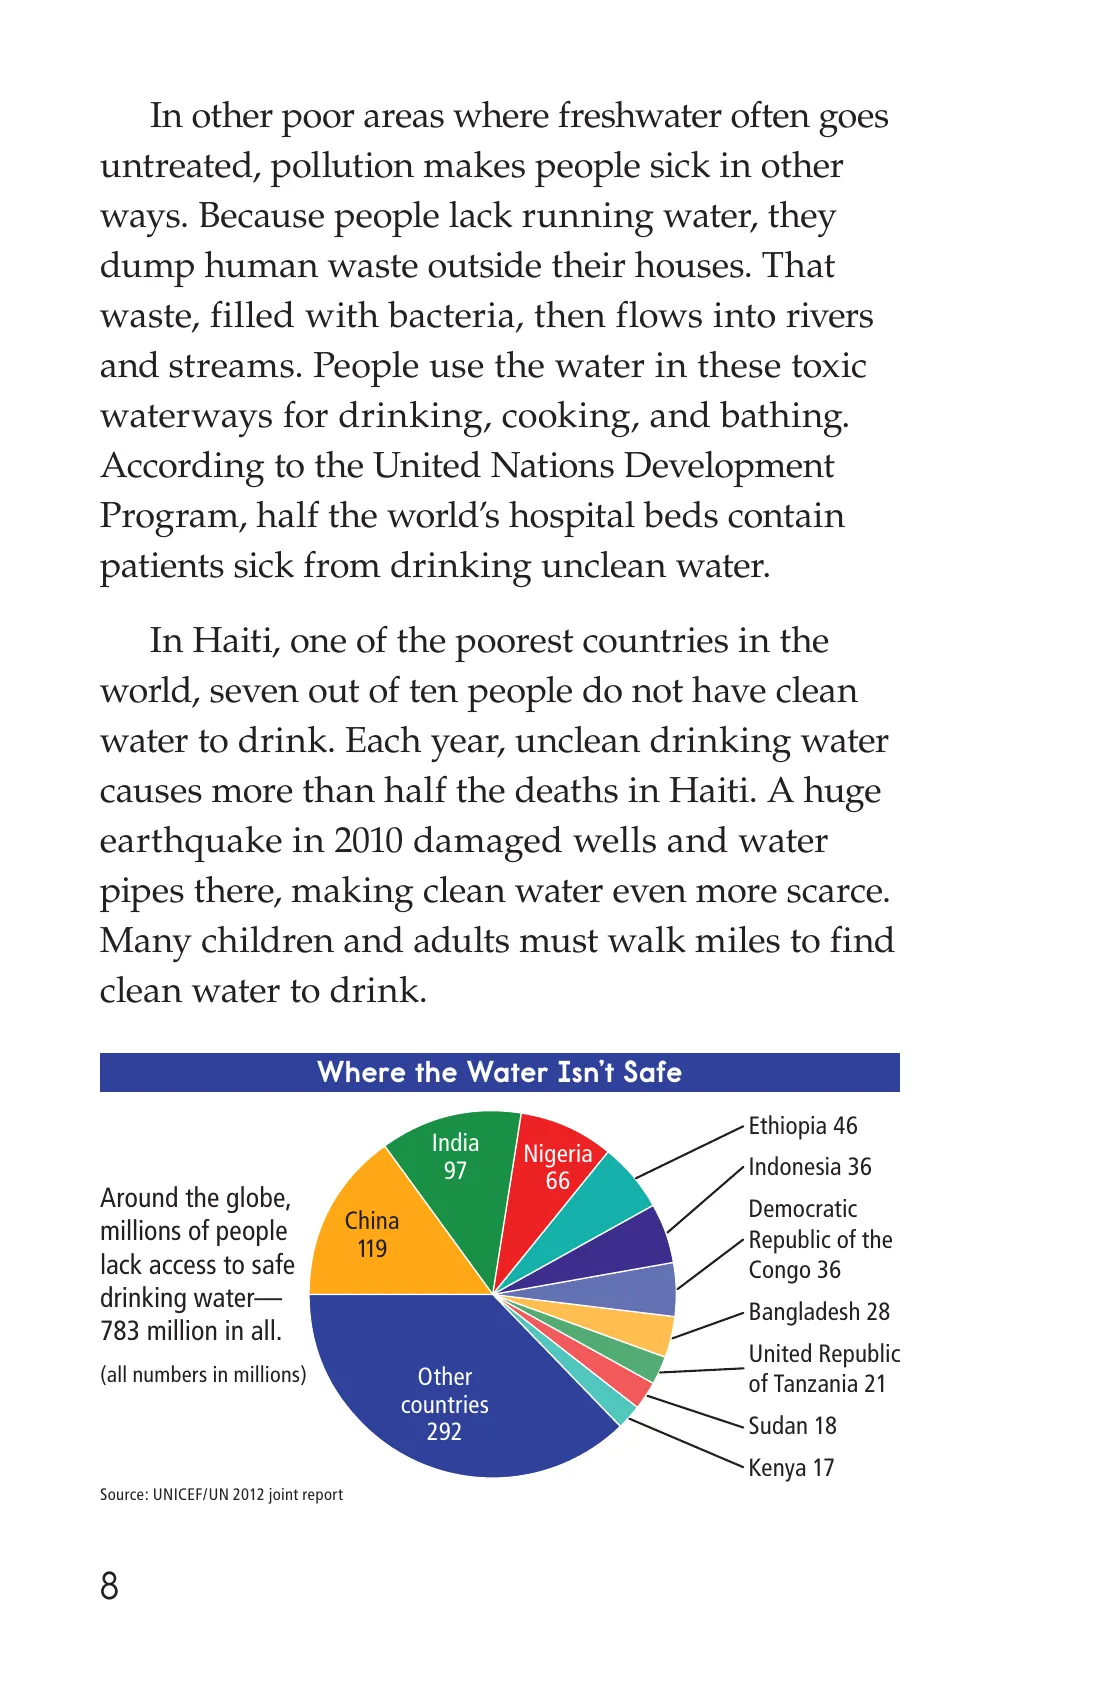 In other poor areas where freshwater often goes
untreated, pollution makes people sick in other
ways. Because people lack running water, they
dump human waste outside their houses. That
waste, filled with bacteria, then flows into rivers
and streams. People use the water in these toxic
waterways for drinking, cooking, and bathing.
According to the United Nations Development
Program, half the world’s hospital beds contain
patients sick from drinking unclean water.
In Haiti, one of the poorest countries in the
world, seven out of ten people do not have clean
water to drink. Each year, unclean drinking water
causes more than half the deaths in Haiti. A huge
earthquake in 2010 damaged wells and water
pipes there, making clean water even more scarce.
Many children and adults must walk miles to find
clean water to drink.
Where the Water Isn’t Safe
Around the globe,
millions of people
lack access to safe
drinking water—
783 million in all.
(all numbers in millions)
China
119
India
97
Nigeria
66
Ethiopia 46
Indonesia 36
Democratic
Republic of the
Congo 36
Bangladesh 28
United Republic
of Tanzania 21
Sudan 18
Kenya 17
Other
countries
292
Source: UNICEF/UN 2012 joint report
8